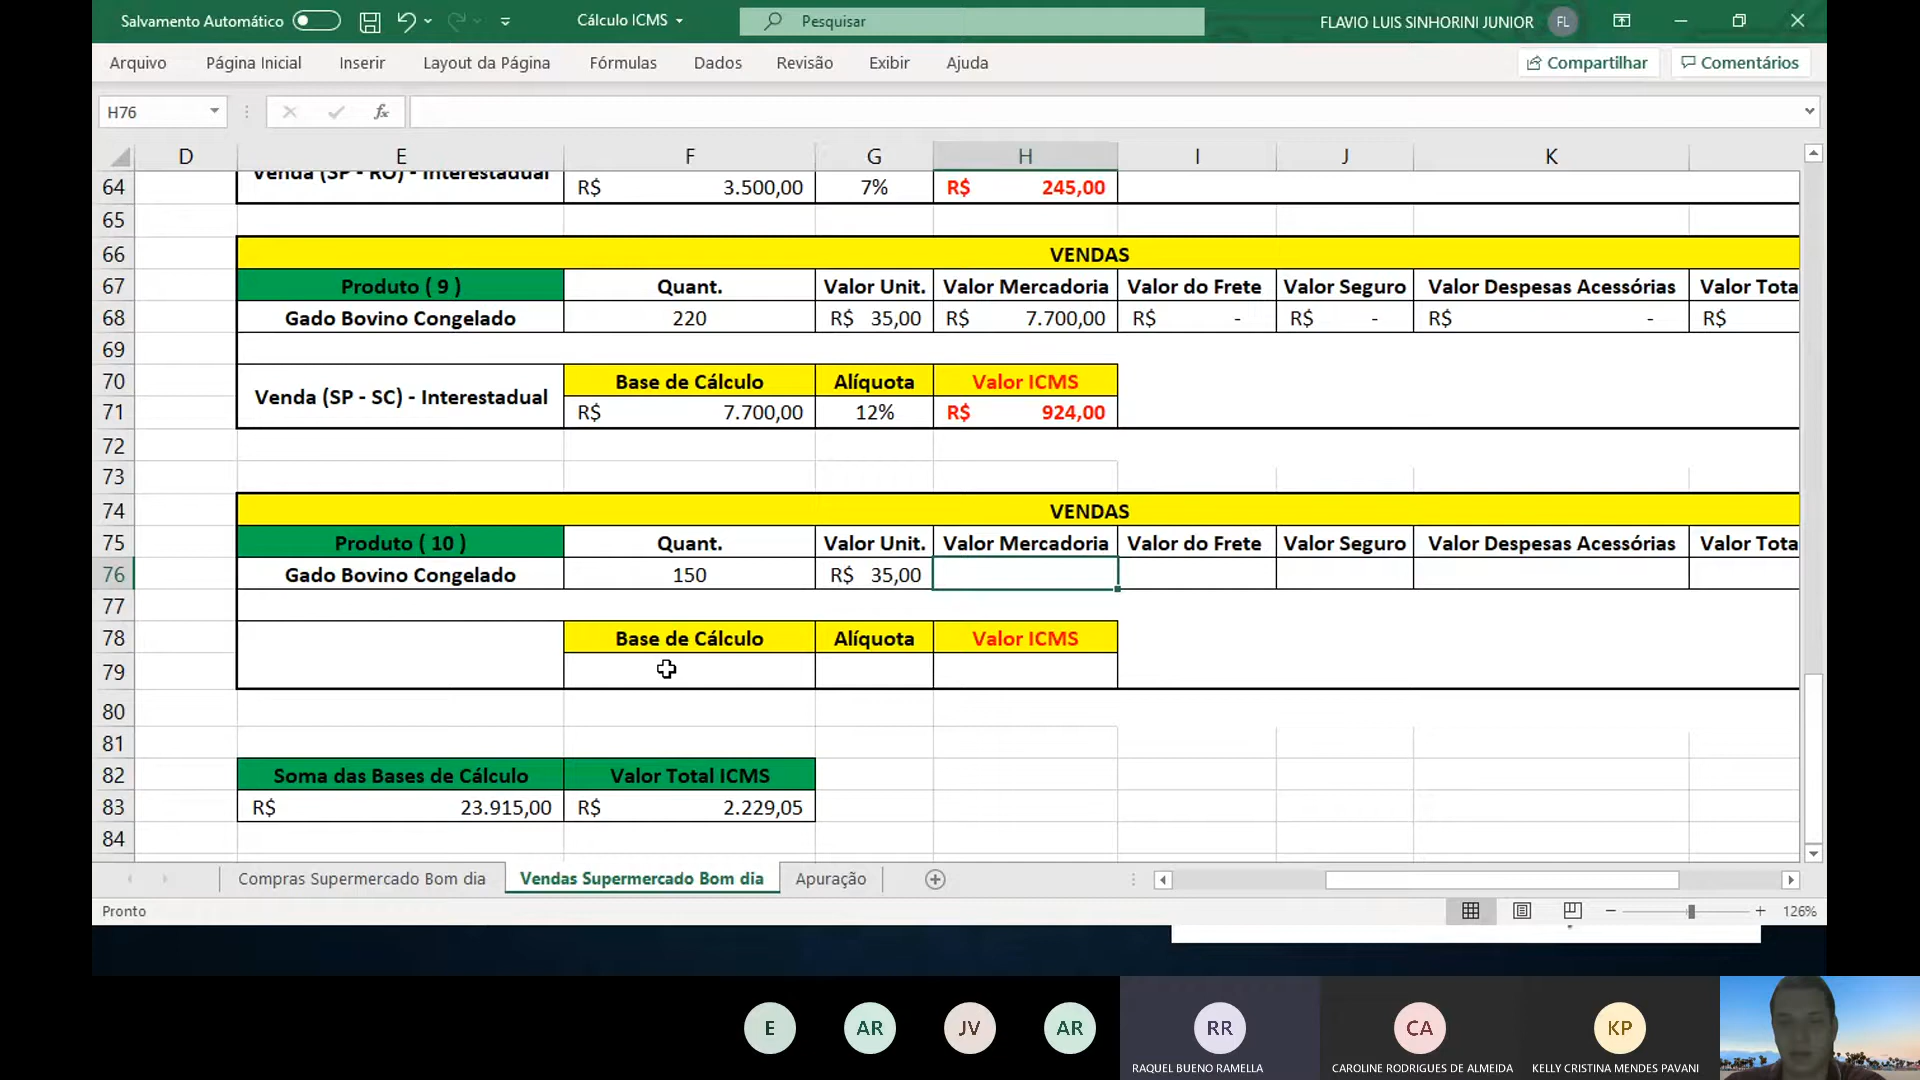 Salvamento Automático
Cálculo ICMS
Pesquisar
FLAVIO LUIS SINHORINI JUNIOR
FL
Arquivo Página Inicial Inserir Layout da Página Fórmulas Dados Revisão Exibir Ajuda
Compartilhar
Comentários
H76
fx
D E F G H I J K
64 Venda (SP - RO) - Interestadual R$ 3.500,00 7% R$ 245,00
65
66 VENDAS
67 Produto ( 9 ) Quant. Valor Unit. Valor Mercadoria Valor do Frete Valor Seguro Valor Despesas Acessórias Valor Tota
68 Gado Bovino Congelado 220 R$ 35,00 R$ 7.700,00 R$ - R$ - R$ - R$
69
70 Base de Cálculo Alíquota Valor ICMS
Venda (SP - SC) - Interestadual
71 R$ 7.700,00 12% R$ 924,00
72
73
74 VENDAS
75 Produto ( 10 ) Quant. Valor Unit. Valor Mercadoria Valor do Frete Valor Seguro Valor Despesas Acessórias Valor Tota
76 Gado Bovino Congelado 150 R$ 35,00
77
78 Base de Cálculo Alíquota Valor ICMS
79
80
81
82 Soma das Bases de Cálculo Valor Total ICMS
83 R$ 23.915,00 R$ 2.229,05
84
Compras Supermercado Bom dia Vendas Supermercado Bom dia Apuração
Pronto
126%
E AR JV AR RR CA KP
RAQUEL BUENO RAMELLA CAROLINE RODRIGUES DE ALMEIDA KELLY CRISTINA MENDES PAVANI